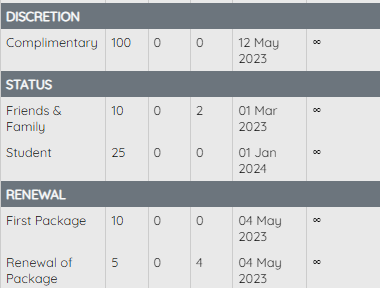 DISCRETION
Complimentary 100 0 0 12 May
2023 ∞
STATUS
Friends & 10 0 2 01 Mar ∞
Family 2023
Student 25 0 0 01 Jan ∞
2024
RENEWAL
First Package 10 0 0 04 May ∞
2023
Renewal of 5 0 4 04 May ∞
Package 2023